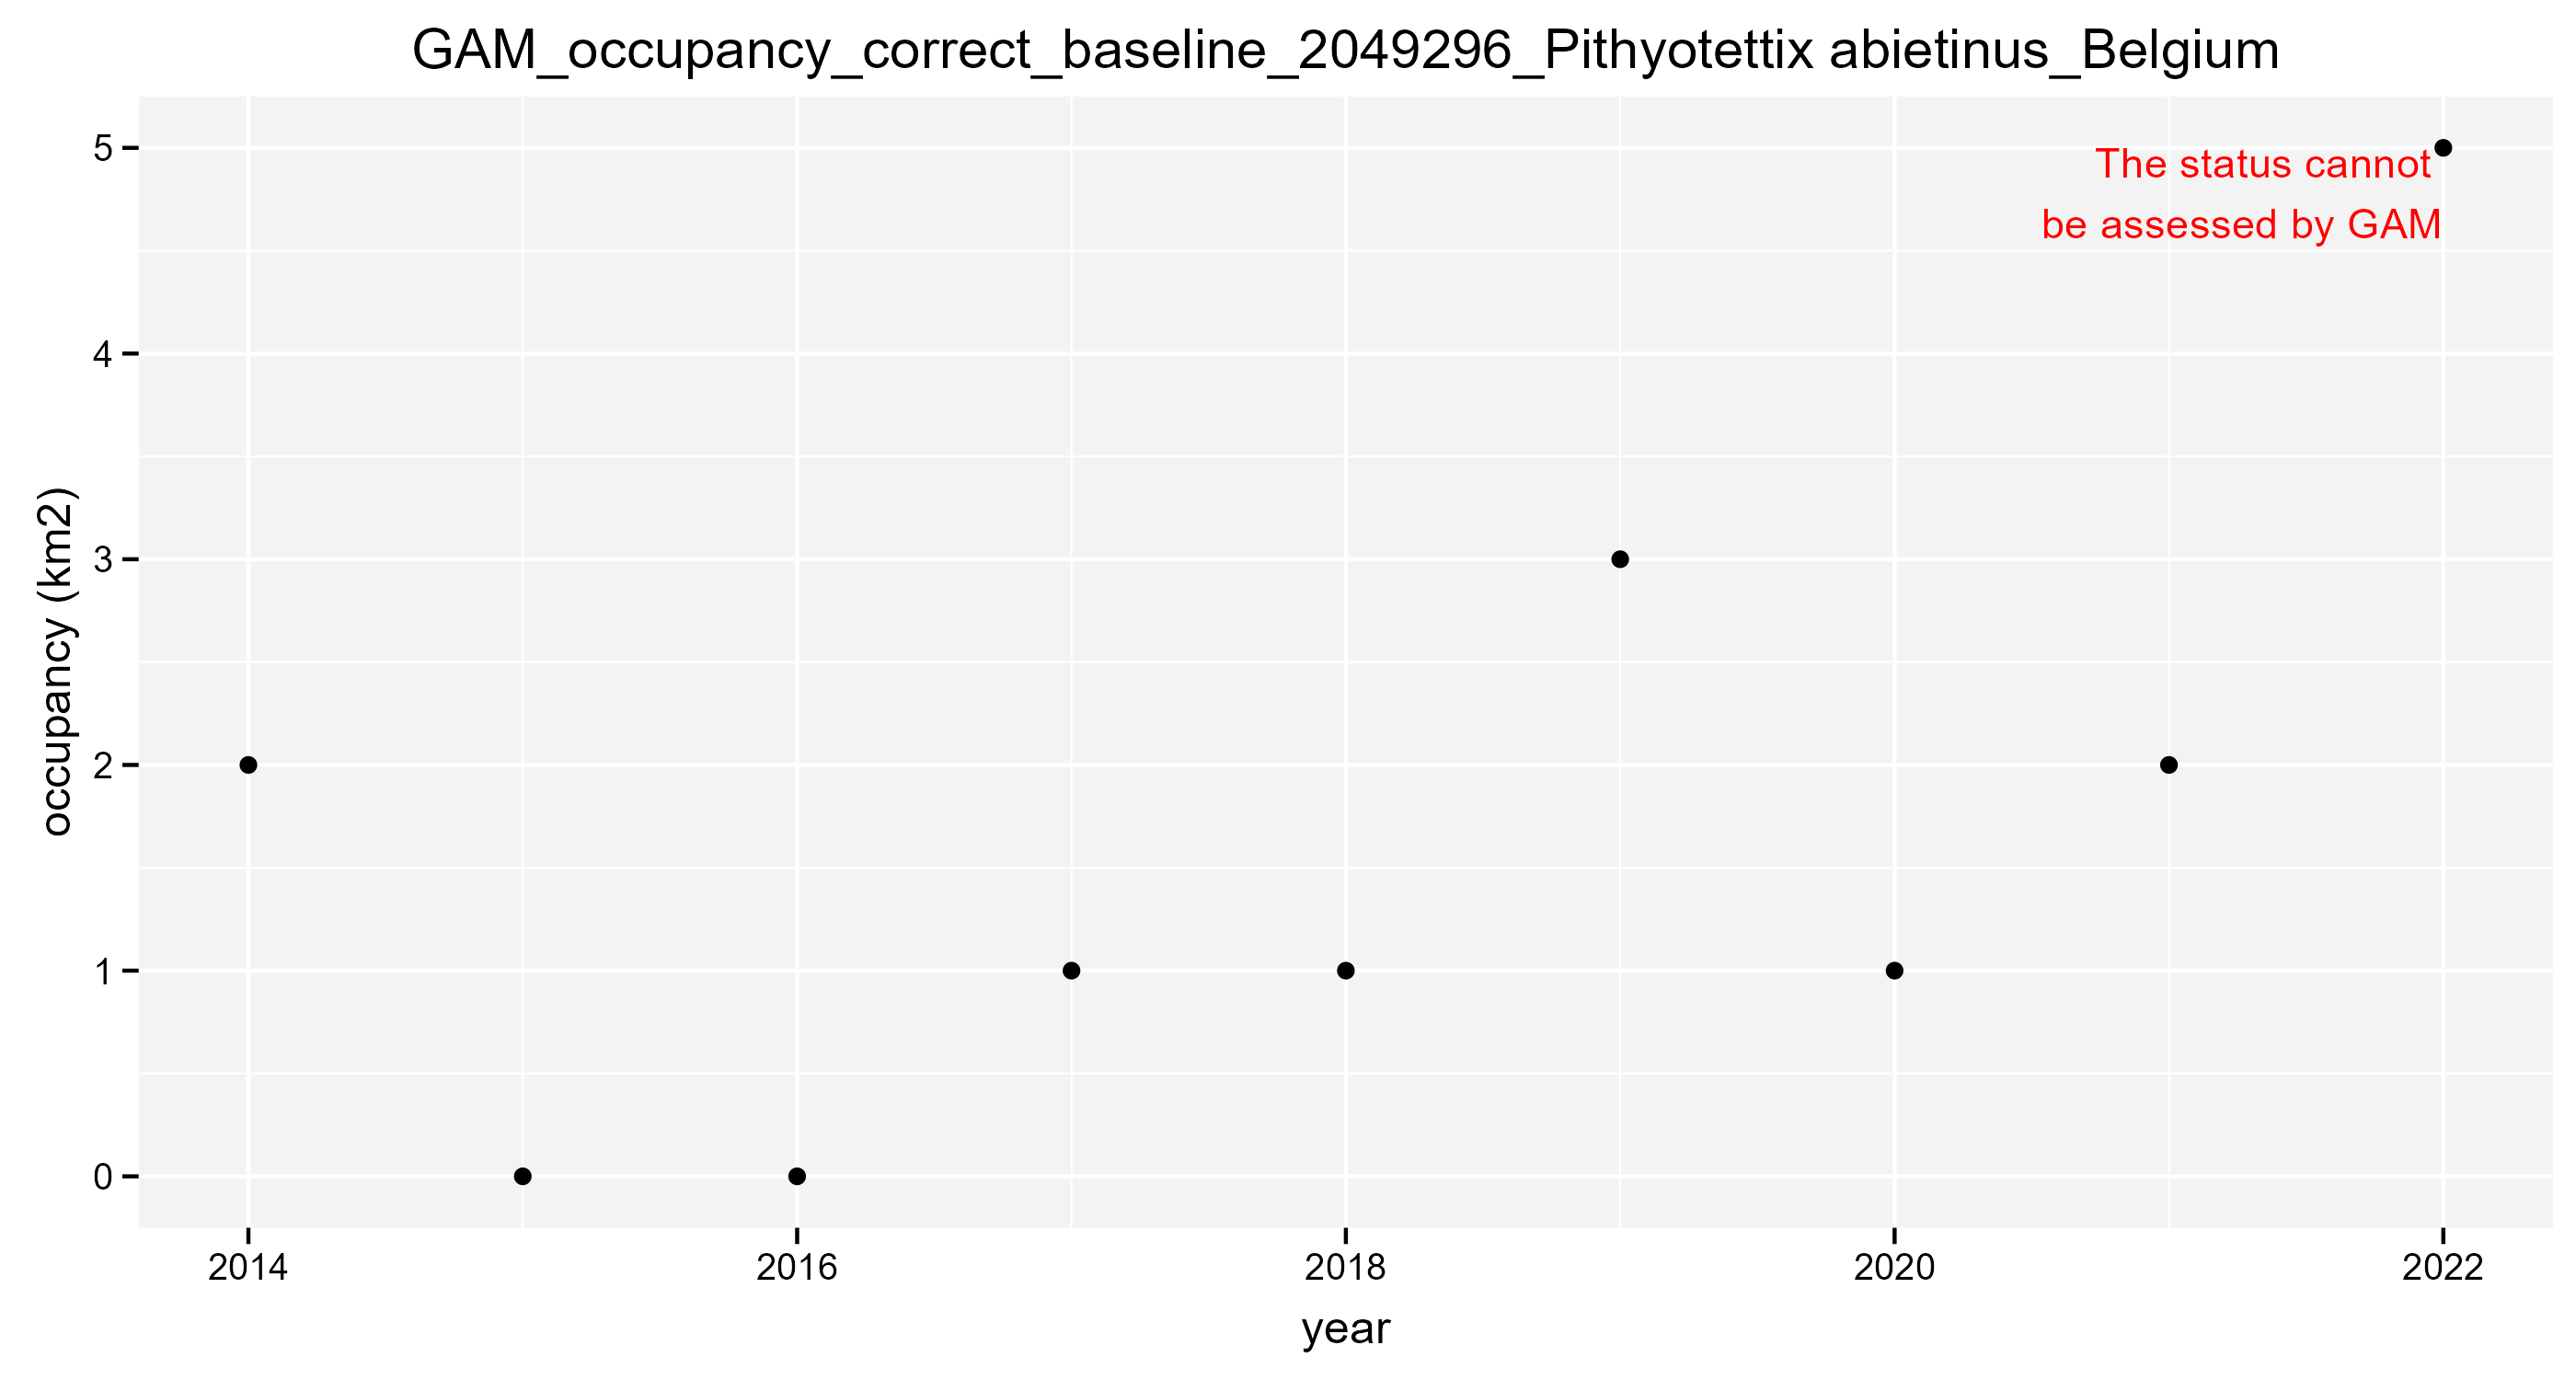 GAM_occupancy_correct_baseline_2049296_Pithyotettix abietinus_Belgium
5
The status cannot
be assessed by GAM
4
3
2
1
0
occupancy (km2)
2014 2016 2018 2020 2022
year